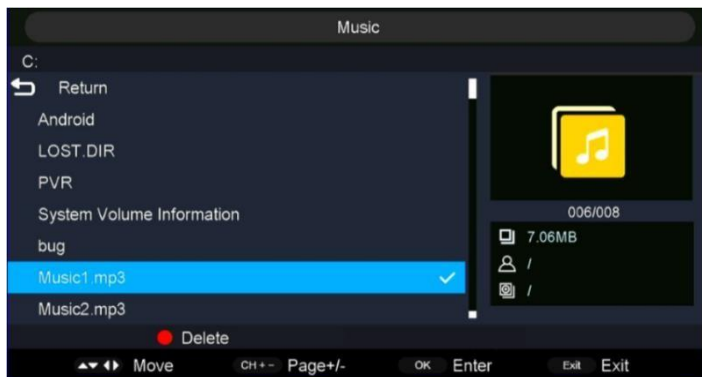 Music
C:
Return
Android
LOST.DIR
PVR
System Volume Information
bug
Music1.mp3
Music2.mp3
006/008
7.06MB
/
/
Delete
Move CH + - Page+/- OK Enter Exit Exit